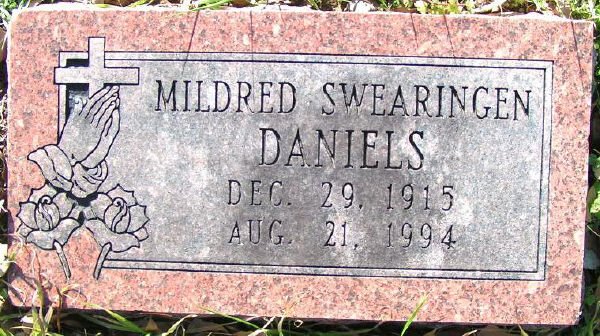 MILDRED SWEARINGEN
DANIELS
DEC. 29, 1915
AUG. 21, 1994